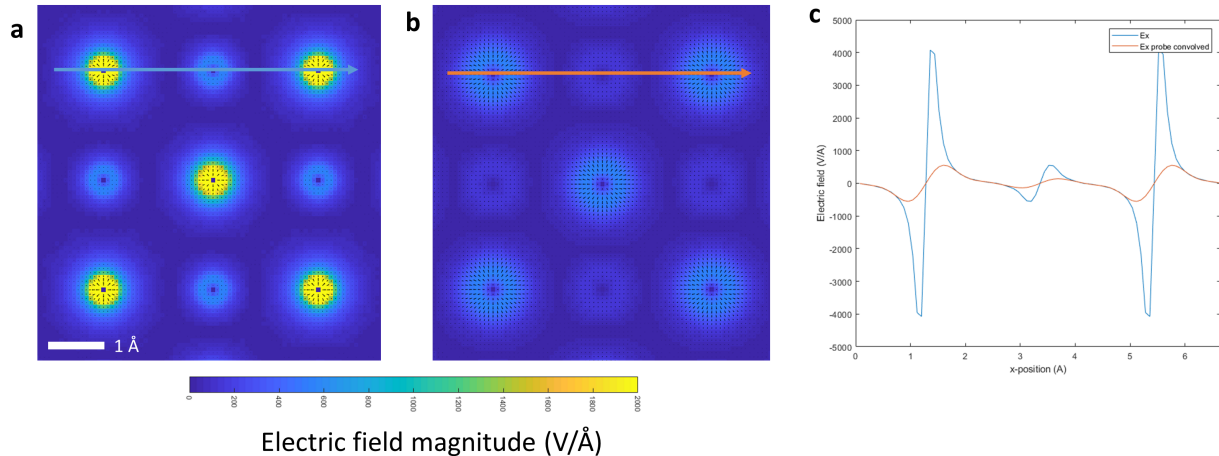 a
b
c
1 Å
0 200 400 600 800 1000 1200 1400 1600 1800 2000
Electric field magnitude (V/Å)
Ex
Ex probe convolved
5000
4000
3000
2000
1000
0
-1000
-2000
-3000
-4000
-5000
Electric field (V/A)
0 1 2 3 4 5 6
x-position (A)